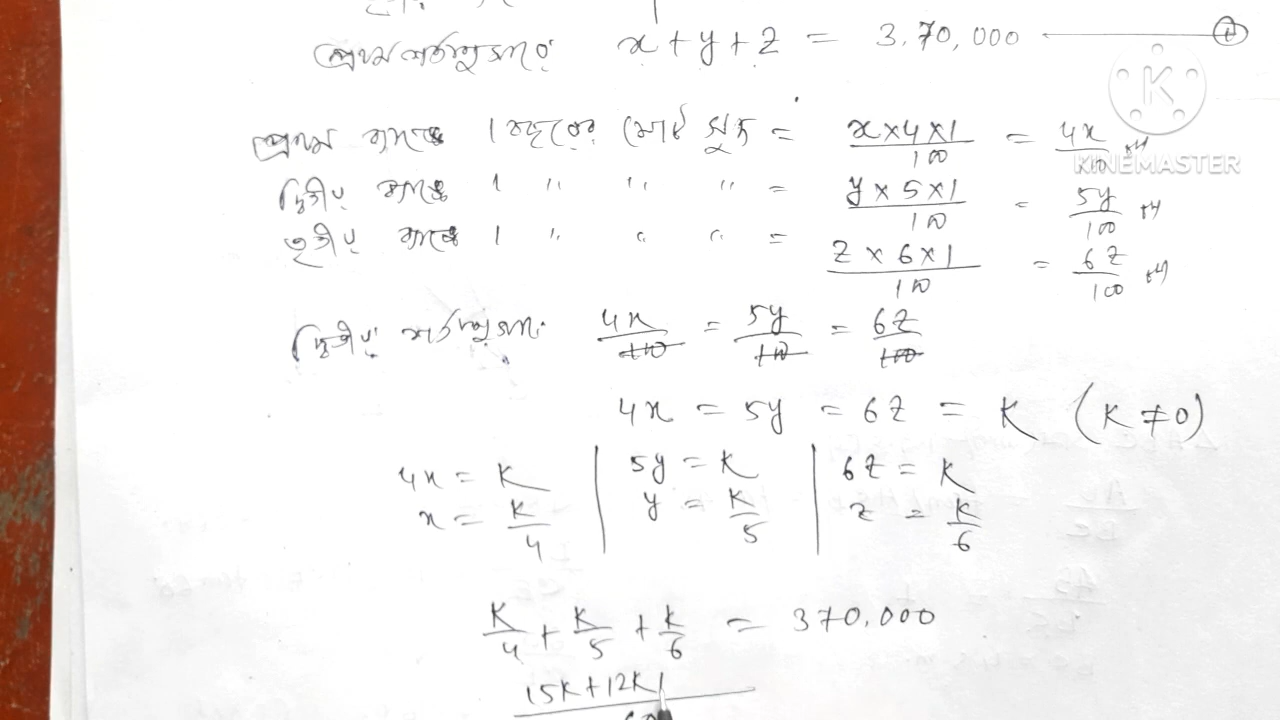 প্রথম শর্তানুসারে x + y + z = 3,70,000
K
KINEMASTER
প্রথম ব্যাংকে 1 বছরের মোট সুদ = x×4×1/100 = 4x/100
দ্বিতীয় ব্যাংকে 1 " " " = y×5×1/100 = 5y/100
তৃতীয় ব্যাংকে 1 " " " = z×6×1/100 = 6z/100
দ্বিতীয় শর্তানুসারে 4x/100 = 5y/100 = 6z/100
4x = 5y = 6z = K (K≠0)
4x = K | 5y = K | 6z = K
x = K/4 | y = K/5 | z = K/6
K/4 + K/5 + K/6 = 370,000
15K+12K